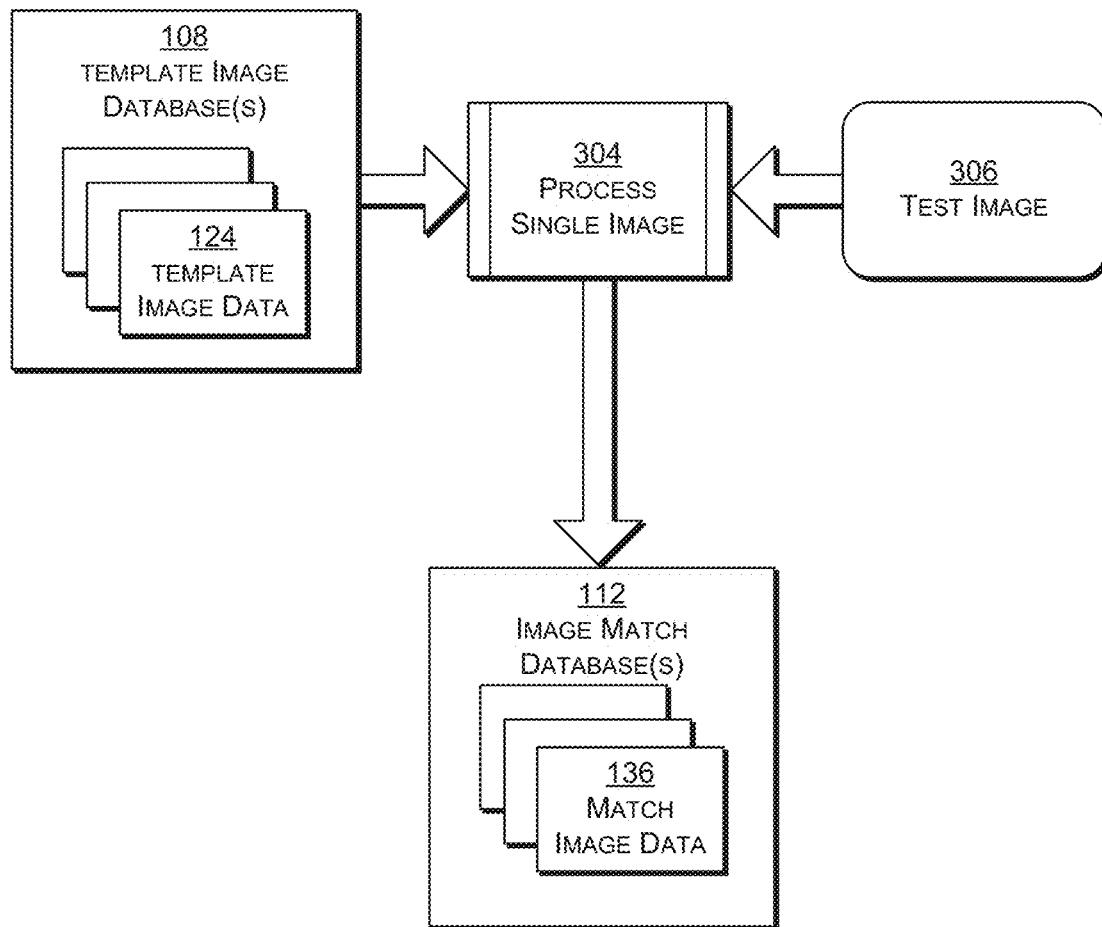 108
TEMPLATE IMAGE
DATABASE(S)
124
TEMPLATE
IMAGE DATA
304
PROCESS
SINGLE IMAGE
306
TEST IMAGE
112
IMAGE MATCH
DATABASE(S)
136
MATCH
IMAGE DATA